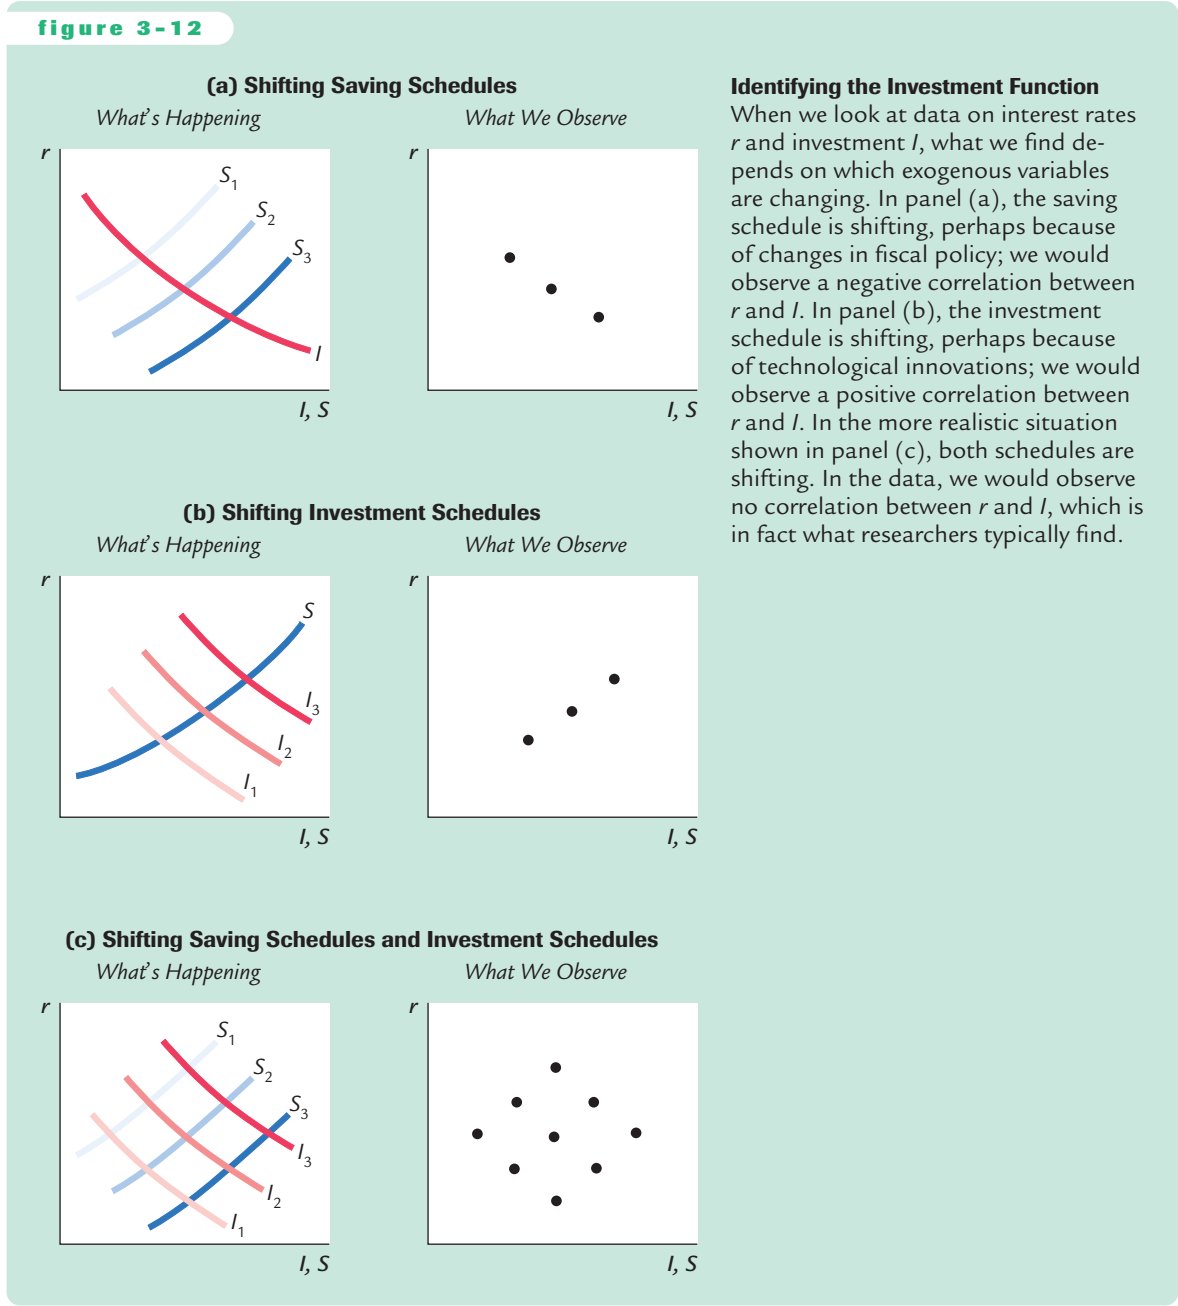 figure 3-12
(a) Shifting Saving Schedules
What's Happening
What We Observe
r
S1
S2
S3
I
I, S
r
I, S
Identifying the Investment Function
When we look at data on interest rates
r and investment I, what we find de-
pends on which exogenous variables
are changing. In panel (a), the saving
schedule is shifting, perhaps because
of changes in fiscal policy; we would
observe a negative correlation between
r and I. In panel (b), the investment
schedule is shifting, perhaps because
of technological innovations; we would
observe a positive correlation between
r and I. In the more realistic situation
shown in panel (c), both schedules are
shifting. In the data, we would observe
no correlation between r and I, which is
in fact what researchers typically find.
(b) Shifting Investment Schedules
What's Happening
What We Observe
r
S
I3
I2
I1
I, S
r
I, S
(c) Shifting Saving Schedules and Investment Schedules
What's Happening
What We Observe
r
S1
S2
S3
I3
I2
I1
I, S
r
I, S